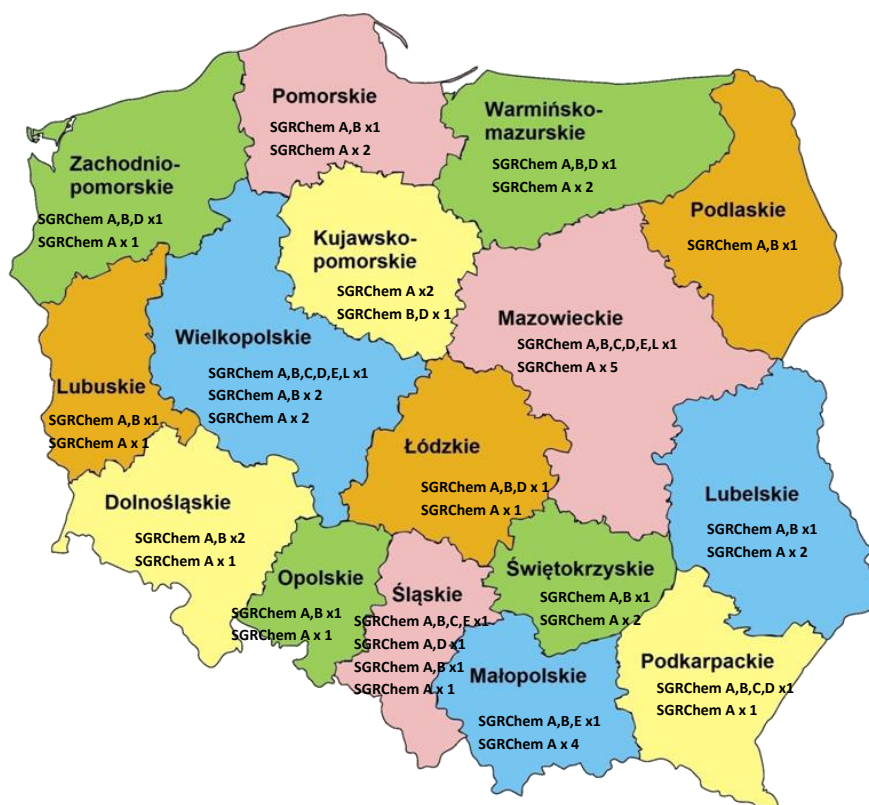 Pomorskie
SGRChem A,B x1
SGRChem A x 2
Warmińsko-
mazurskie
SGRChem A,B,D x1
SGRChem A x 2
Zachodnio-
pomorskie
SGRChem A,B,D x1
SGRChem A x 1
Podlaskie
SGRChem A,B x1
Kujawsko-
pomorskie
SGRChem A x2
SGRChem B,D x 1
Mazowieckie
SGRChem A,B,C,D,E,L x1
SGRChem A x 5
Wielkopolskie
SGRChem A,B,C,D,E,L x1
SGRChem A,B x 2
SGRChem A x 2
Lubuskie
SGRChem A,B x1
SGRChem A x 1
Łódzkie
SGRChem A,B,D x 1
SGRChem A x 1
Lubelskie
SGRChem A,B x1
SGRChem A x 2
Dolnośląskie
SGRChem A,B x2
SGRChem A x 1
Opolskie
SGRChem A,B x1
SGRChem A x 1
Śląskie
SGRChem A,B,C,E x1
SGRChem A,D x1
SGRChem A,B x1
SGRChem A x 1
Świętokrzyskie
SGRChem A,B x1
SGRChem A x 2
Małopolskie
SGRChem A,B,E x1
SGRChem A x 4
Podkarpackie
SGRChem A,B,C,D x1
SGRChem A x 1